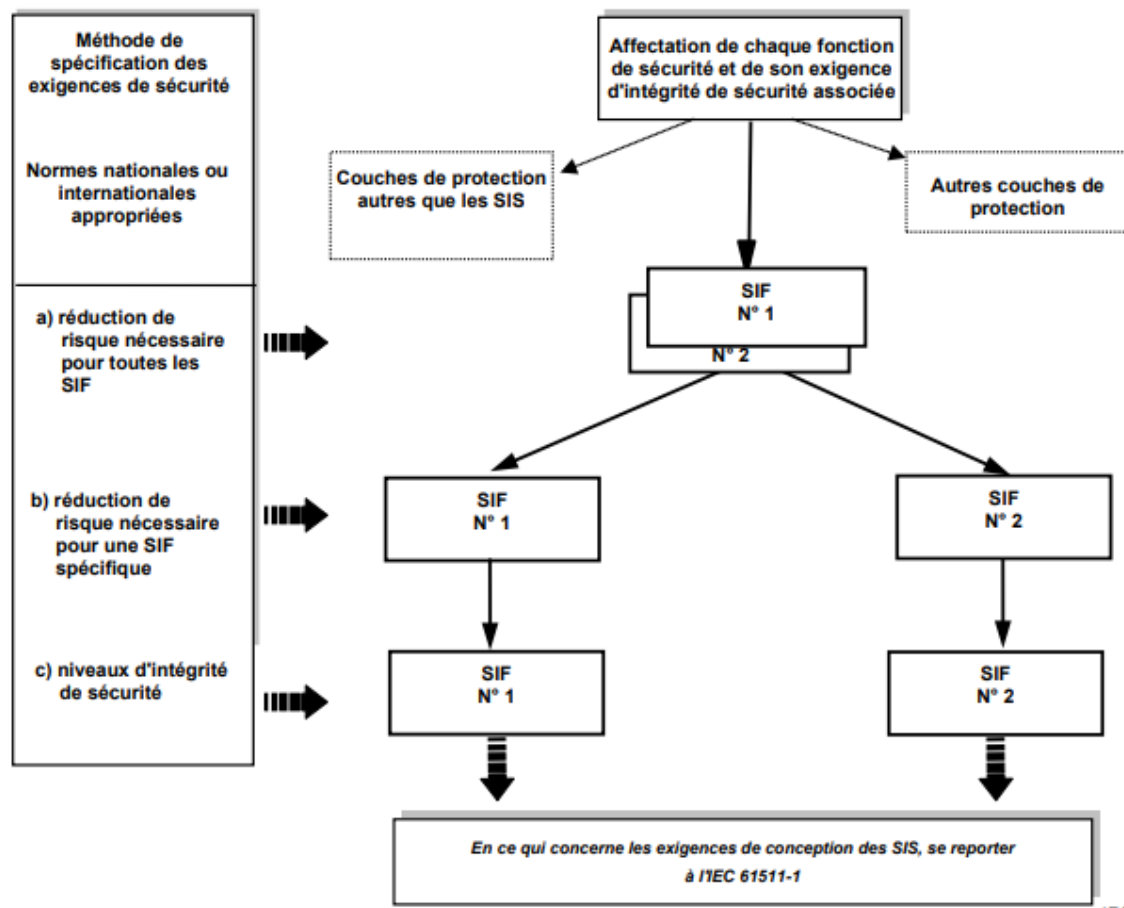 Méthode de
spécification des
exigences de sécurité
Normes nationales ou
internationales
appropriées
a) réduction de
risque nécessaire
pour toutes les
SIF
b) réduction de
risque nécessaire
pour une SIF
spécifique
c) niveaux d'intégrité
de sécurité
Affectation de chaque fonction
de sécurité et de son exigence
d'intégrité de sécurité associée
Couches de protection
autres que les SIS
Autres couches de
protection
SIF
N° 1
N° 2
SIF
N° 1
SIF
N° 2
SIF
N° 1
SIF
N° 2
En ce qui concerne les exigences de conception des SIS, se reporter
à l'IEC 61511-1